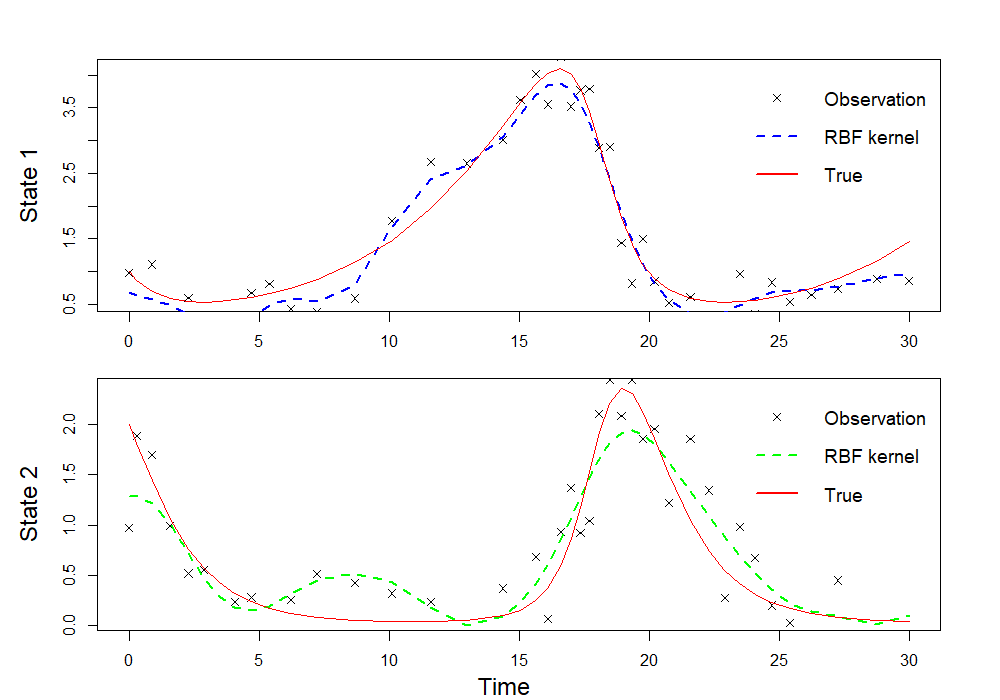 State 1
3.5
2.5
1.5
0.5
Observation
RBF kernel
True
0 5 10 15 20 25 30
State 2
2.0
1.5
1.0
0.5
0.0
Observation
RBF kernel
True
0 5 10 15 20 25 30
Time